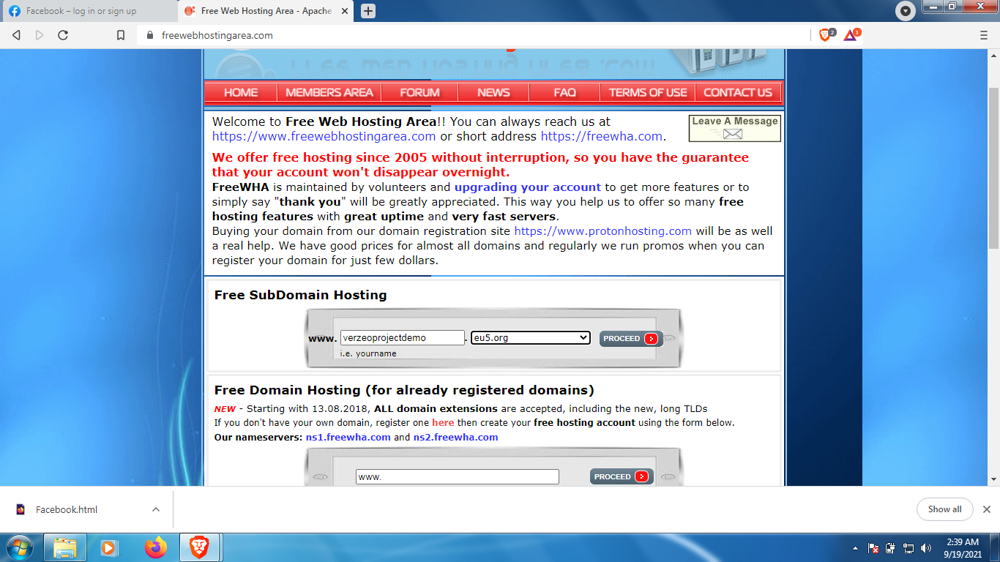 Facebook – log in or sign up
Free Web Hosting Area - Apache
freewebhostingarea.com
2
1
HOME
MEMBERS AREA
FORUM
NEWS
FAQ
TERMS OF USE
CONTACT US
Welcome to Free Web Hosting Area!! You can always reach us at
https://www.freewebhostingarea.com or short address https://freewha.com.
Leave A Message
We offer free hosting since 2005 without interruption, so you have the guarantee
that your account won't disappear overnight.
FreeWHA is maintained by volunteers and upgrading your account to get more features or to
simply say "thank you" will be greatly appreciated. This way you help us to offer so many free
hosting features with great uptime and very fast servers.
Buying your domain from our domain registration site https://www.protonhosting.com will be as well
a real help. We have good prices for almost all domains and regularly we run promos when you can
register your domain for just few dollars.
Free SubDomain Hosting
www. verzeoprojectdemo . eu5.org PROCEED
i.e. yourname
Free Domain Hosting (for already registered domains)
NEW - Starting with 13.08.2018, ALL domain extensions are accepted, including the new, long TLDs
If you don't have your own domain, register one here then create your free hosting account using the form below.
Our nameservers: ns1.freewha.com and ns2.freewha.com
www. PROCEED
Facebook.html
Show all
2:39 AM
9/19/2021